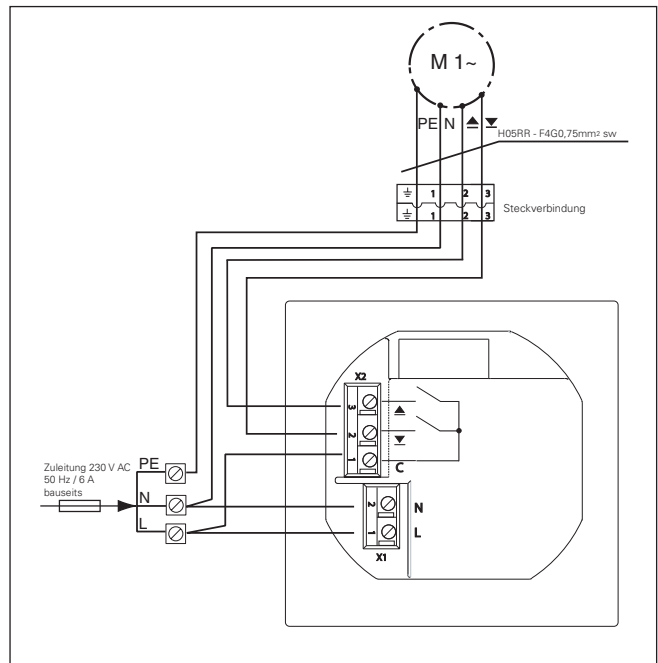 M 1~
PE N
H05RR - F4G0,75mm² sw
1 2 3
1 2 3
Steckverbindung
X2
3
2
1
C
Zuleitung 230 V AC
50 Hz / 6 A
bauseits
PE
N
L
2 N
1 L
X1